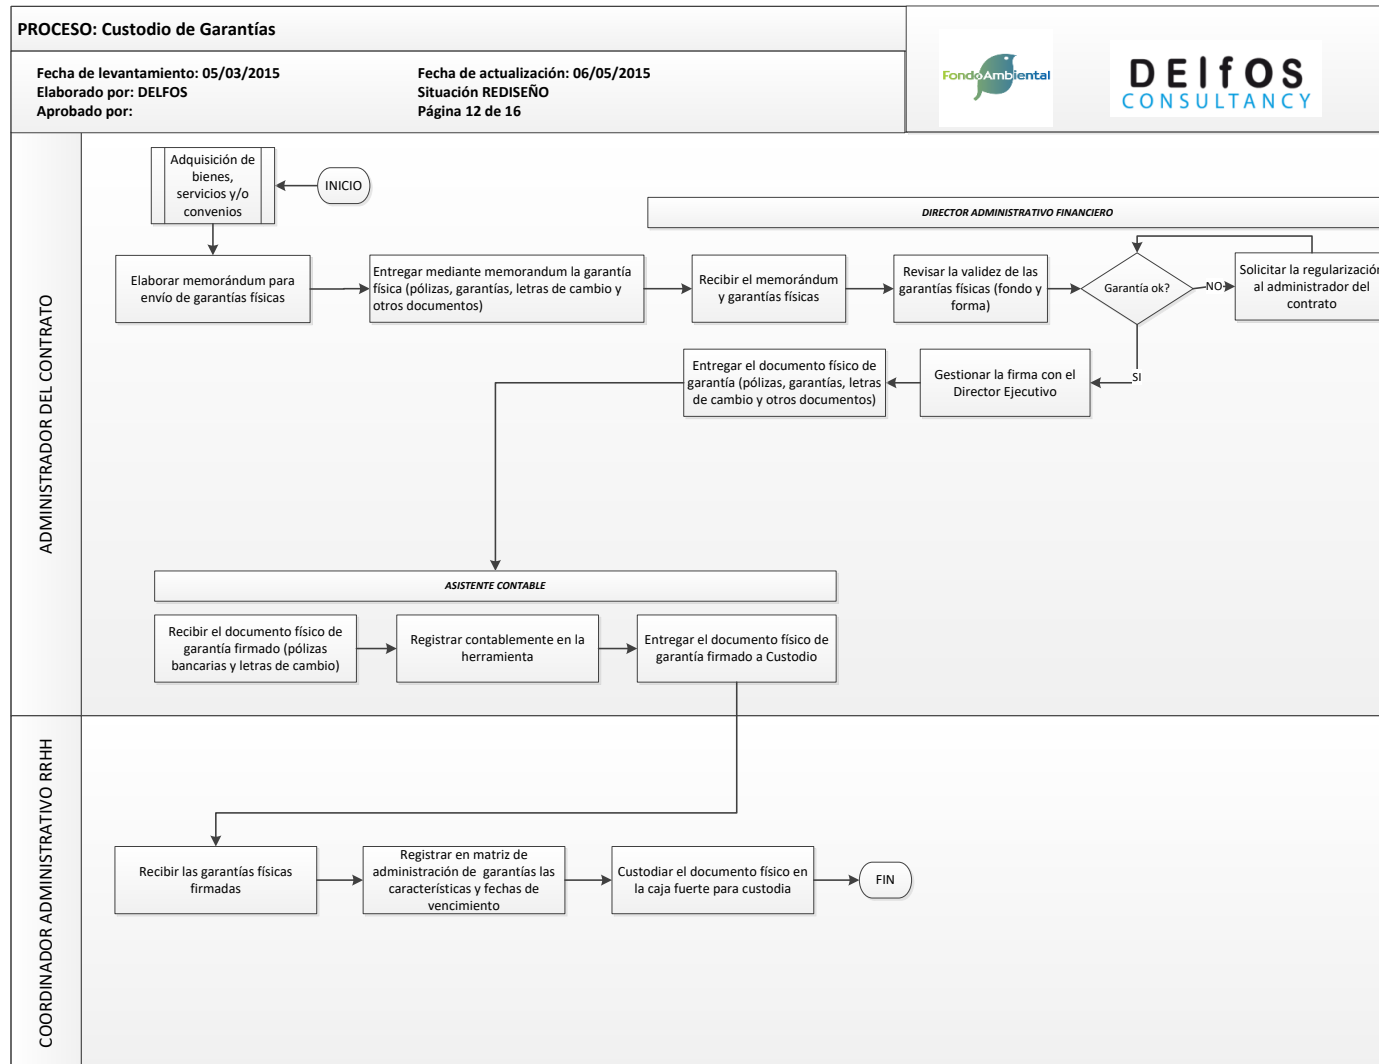 PROCESO: Custodio de Garantías
Fecha de levantamiento: 05/03/2015
Elaborado por: DELFOS
Aprobado por:
Fecha de actualización: 06/05/2015
Situación REDISEÑO
Página 12 de 16
FondoAmbiental
DElfOS
CONSULTANCY
ADMINISTRADOR DEL CONTRATO
Adquisición de
bienes,
servicios y/o
convenios
INICIO
DIRECTOR ADMINISTRATIVO FINANCIERO
Elaborar memorándum para
envío de garantías físicas
Entregar mediante memorandum la garantía
física (pólizas, garantías, letras de cambio y
otros documentos)
Recibir el memorándum
y garantías físicas
Revisar la validez de las
garantías físicas (fondo y
forma)
Garantía ok?
NO
Solicitar la regularización
al administrador del
contrato
SI
Gestionar la firma con el
Director Ejecutivo
Entregar el documento físico de
garantía (pólizas, garantías, letras
de cambio y otros documentos)
ASISTENTE CONTABLE
Recibir el documento físico de
garantía firmado (pólizas
bancarias y letras de cambio)
Registrar contablemente en la
herramienta
Entregar el documento físico de
garantía firmado a Custodio
COORDINADOR ADMINISTRATIVO RRHH
Recibir las garantías físicas
firmadas
Registrar en matriz de
administración de garantías las
características y fechas de
vencimiento
Custodiar el documento físico en
la caja fuerte para custodia
FIN